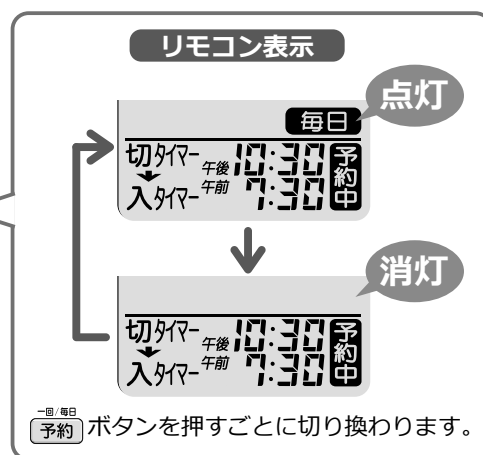 リモコン表示
点灯
毎日
切タイマー 午後 10:30 予約中
入タイマー 午前 7:30
消灯
切タイマー 午後 10:30 予約中
入タイマー 午前 7:30
一回/毎日
予約 ボタンを押すごとに切り換わります。